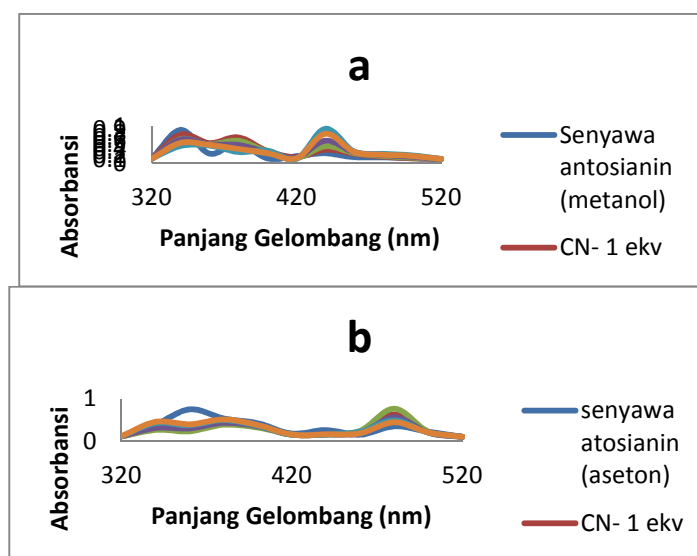 a
Absorbansi
320
420
520
Panjang Gelombang (nm)
Senyawa
antosianin
(metanol)
CN- 1 ekv
b
Absorbansi
1
0
320
420
520
Panjang Gelombang (nm)
senyawa
atosianin
(aseton)
CN- 1 ekv